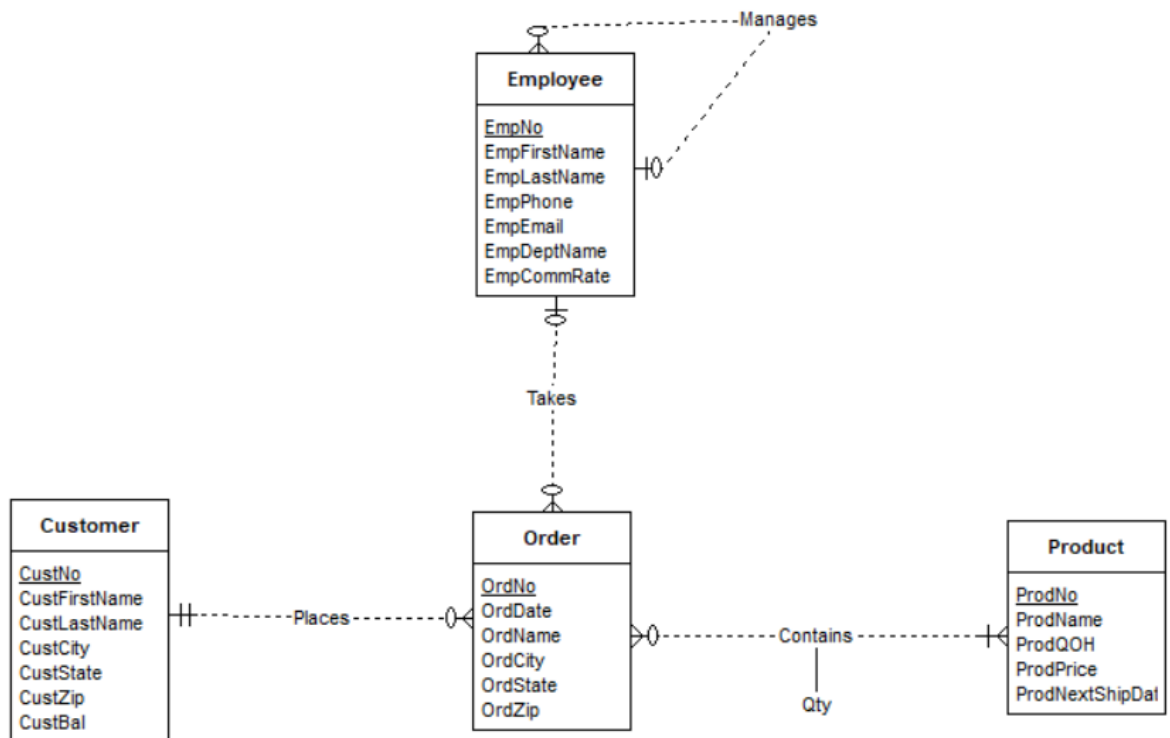 Manages
Employee
EmpNo
EmpFirstName
EmpLastName
EmpPhone
EmpEmail
EmpDeptName
EmpCommRate
Takes
Customer
CustNo
CustFirstName
CustLastName
CustCity
CustState
CustZip
CustBal
Places
Order
OrdNo
OrdDate
OrdName
OrdCity
OrdState
OrdZip
Contains
Qty
Product
ProdNo
ProdName
ProdQOH
ProdPrice
ProdNextShipDat